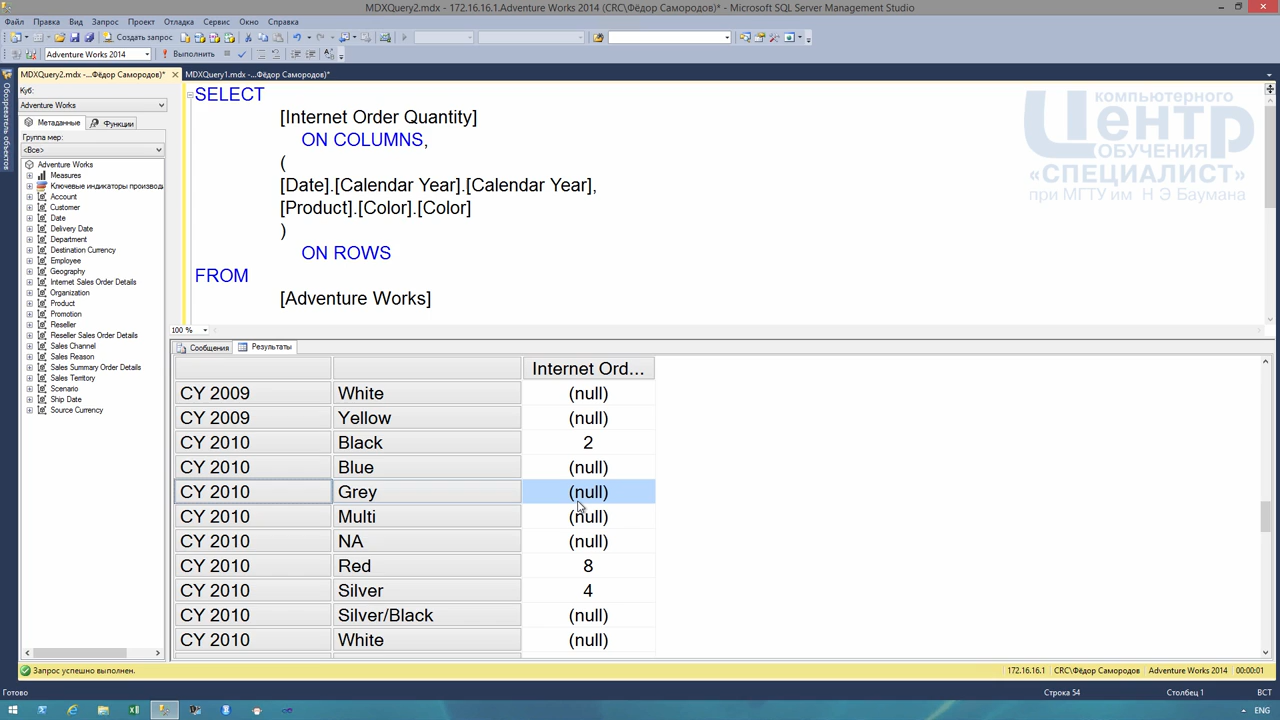 MDXQuery2.mdx - 172.16.16.1.Adventure Works 2014 (CRC\Фёдор Самородов)* - Microsoft SQL Server Management Studio
Файл Правка Вид Запрос Проект Отладка Сервис Окно Справка
Создать запрос
Adventure Works 2014 Выполнить
MDXQuery2.mdx -...Фёдор Самородов)* MDXQuery1.mdx -...Фёдор Самородов)*
Обозреватель объектов
Куб:
Adventure Works
Метаданные Функции
Группа мер:
<Все>
Adventure Works
Measures
Ключевые индикаторы производи
Account
Customer
Date
Delivery Date
Department
Destination Currency
Employee
Geography
Internet Sales Order Details
Organization
Product
Promotion
Reseller
Reseller Sales Order Details
Sales Channel
Sales Reason
Sales Summary Order Details
Sales Territory
Scenario
Ship Date
Source Currency
SELECT
[Internet Order Quantity]
ON COLUMNS,
(
[Date].[Calendar Year].[Calendar Year],
[Product].[Color].[Color]
)
ON ROWS
FROM
[Adventure Works]
компьютерного
Центр
ОБУЧЕНИЯ
«СПЕЦИАЛИСТ»
при МГТУ им Н Э Баумана
100 %
Сообщения Результаты
Internet Ord...
CY 2009 White (null)
CY 2009 Yellow (null)
CY 2010 Black 2
CY 2010 Blue (null)
CY 2010 Grey (null)
CY 2010 Multi (null)
CY 2010 NA (null)
CY 2010 Red 8
CY 2010 Silver 4
CY 2010 Silver/Black (null)
CY 2010 White (null)
Запрос успешно выполнен. 172.16.16.1 CRC\Фёдор Самородов Adventure Works 2014 00:00:01
Готово Строка 54 Столбец 1 ВСТ
ENG